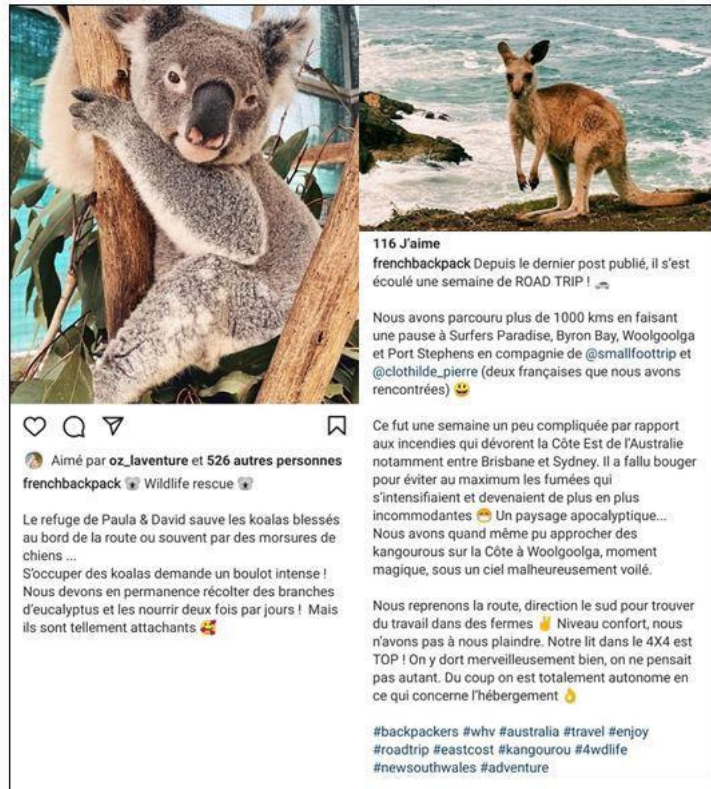 Aimé par oz_laventure et 526 autres personnes
frenchbackpack 🐨 Wildlife rescue 🐨
Le refuge de Paula & David sauve les koalas blessés
au bord de la route ou souvent par des morsures de
chiens ...
S'occuper des koalas demande un boulot intense !
Nous devons en permanence récolter des branches
d'eucalyptus et les nourrir deux fois par jours ! Mais
ils sont tellement attachants 🥰
116 J'aime
frenchbackpack Depuis le dernier post publié, il s'est
écoulé une semaine de ROAD TRIP ! 🚗
Nous avons parcouru plus de 1000 kms en faisant
une pause à Surfers Paradise, Byron Bay, Woolgoolga
et Port Stephens en compagnie de @smallfoottrip et
@clothilde_pierre (deux françaises que nous avons
rencontrées) 😃
Ce fut une semaine un peu compliquée par rapport
aux incendies qui dévorent la Côte Est de l'Australie
notamment entre Brisbane et Sydney. Il a fallu bouger
pour éviter au maximum les fumées qui
s'intensifiaient et devenaient de plus en plus
incommodantes 😷 Un paysage apocalyptique...
Nous avons quand même pu approcher des
kangourous sur la Côte à Woolgoolga, moment
magique, sous un ciel malheureusement voilé.
Nous reprenons la route, direction le sud pour trouver
du travail dans des fermes ✌️ Niveau confort, nous
n'avons pas à nous plaindre. Notre lit dans le 4X4 est
TOP ! On y dort merveilleusement bien, on ne pensait
pas autant. Du coup on est totalement autonome en
ce qui concerne l'hébergement 👌
#backpackers #whv #australia #travel #enjoy
#roadtrip #eastcost #kangourou #4wdlife
#newsouthwales #adventure